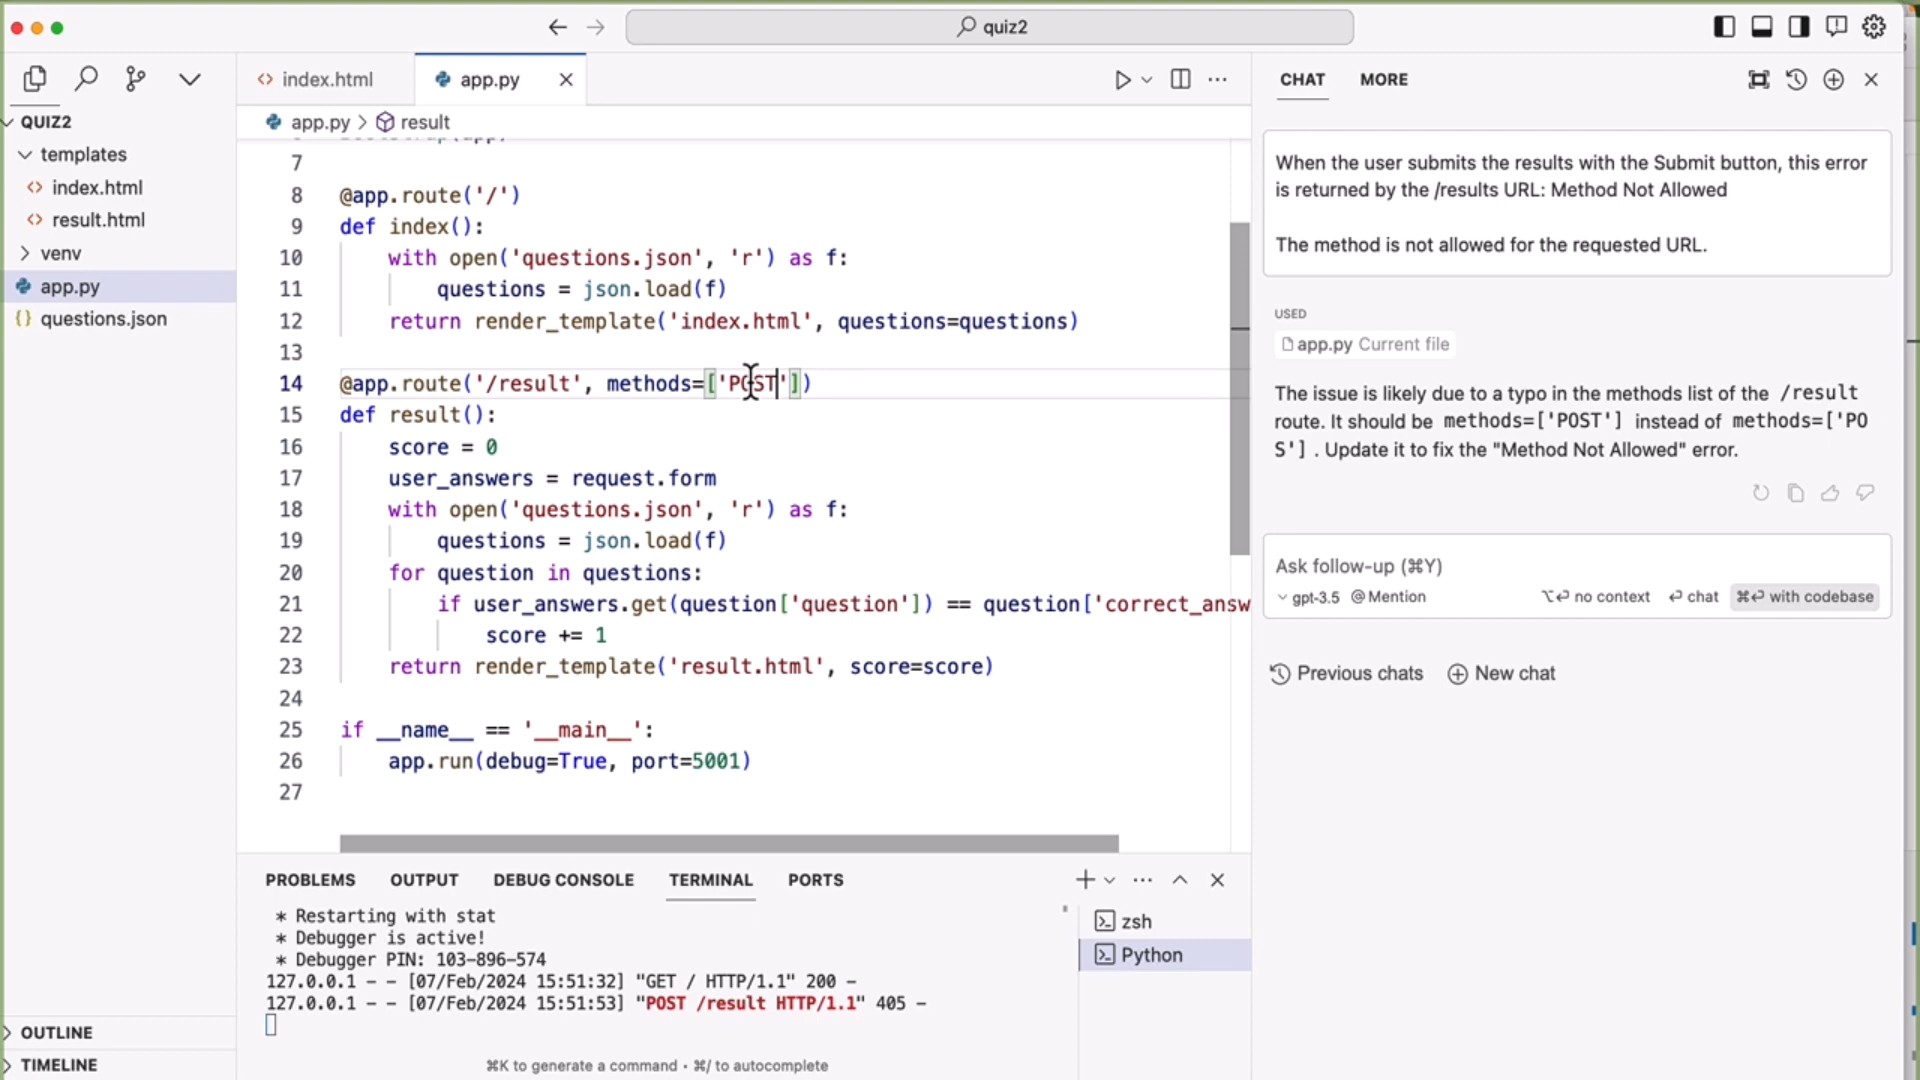 quiz2
index.html
app.py
CHAT
MORE
QUIZ2
templates
index.html
result.html
venv
app.py
questions.json
OUTLINE
TIMELINE
app.py > result
7
8 @app.route('/')
9 def index():
10 with open('questions.json', 'r') as f:
11 questions = json.load(f)
12 return render_template('index.html', questions=questions)
13
14 @app.route('/result', methods=['POST'])
15 def result():
16 score = 0
17 user_answers = request.form
18 with open('questions.json', 'r') as f:
19 questions = json.load(f)
20 for question in questions:
21 if user_answers.get(question['question']) == question['correct_answ
22 score += 1
23 return render_template('result.html', score=score)
24
25 if __name__ == '__main__':
26 app.run(debug=True, port=5001)
27
PROBLEMS OUTPUT DEBUG CONSOLE TERMINAL PORTS
* Restarting with stat
* Debugger is active!
* Debugger PIN: 103-896-574
127.0.0.1 - - [07/Feb/2024 15:51:32] "GET / HTTP/1.1" 200 -
127.0.0.1 - - [07/Feb/2024 15:51:53] "POST /result HTTP/1.1" 405 -
⌘K to generate a command • ⌘/ to autocomplete
zsh
Python
When the user submits the results with the Submit button, this error
is returned by the /results URL: Method Not Allowed
The method is not allowed for the requested URL.
USED
app.py Current file
The issue is likely due to a typo in the methods list of the /result
route. It should be methods=['POST'] instead of methods=['PO
S'] . Update it to fix the "Method Not Allowed" error.
Ask follow-up (⌘Y)
gpt-3.5 @ Mention ⌥⏎ no context ⏎ chat ⌘⏎ with codebase
Previous chats New chat